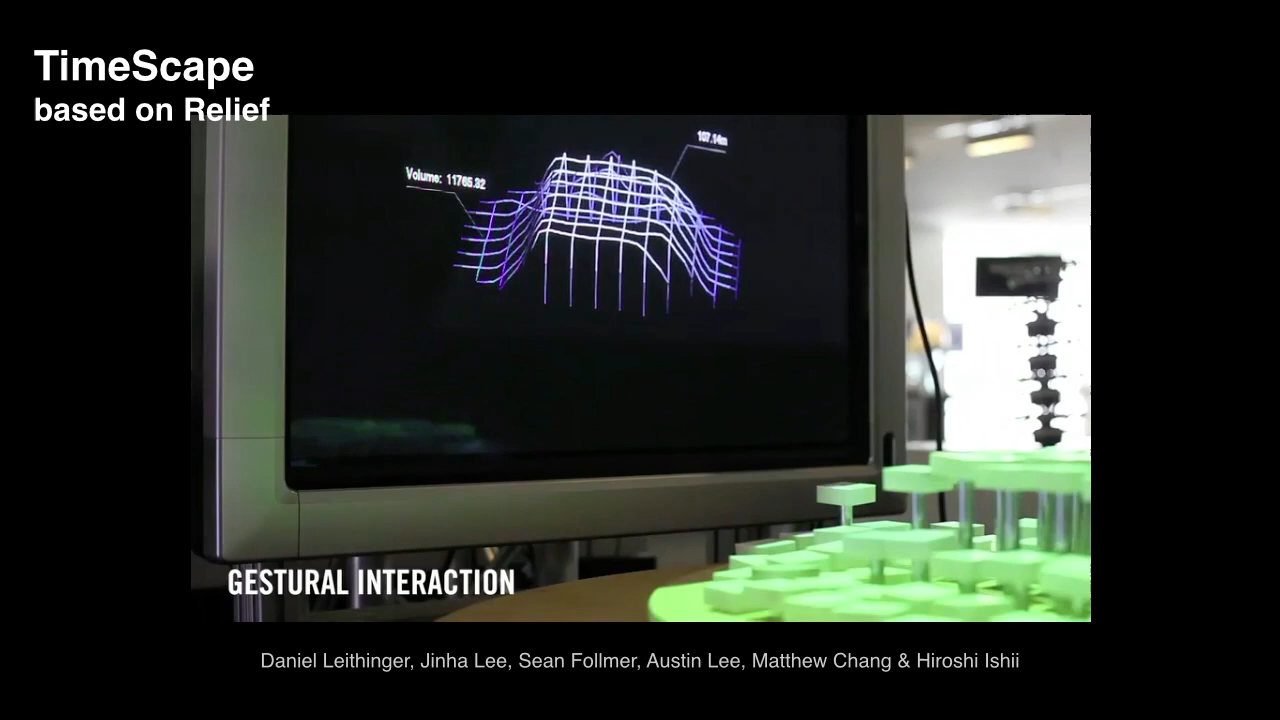 TimeScape
based on Relief
Volume: 11765.32
107.14m
GESTURAL INTERACTION
Daniel Leithinger, Jinha Lee, Sean Follmer, Austin Lee, Matthew Chang & Hiroshi Ishii